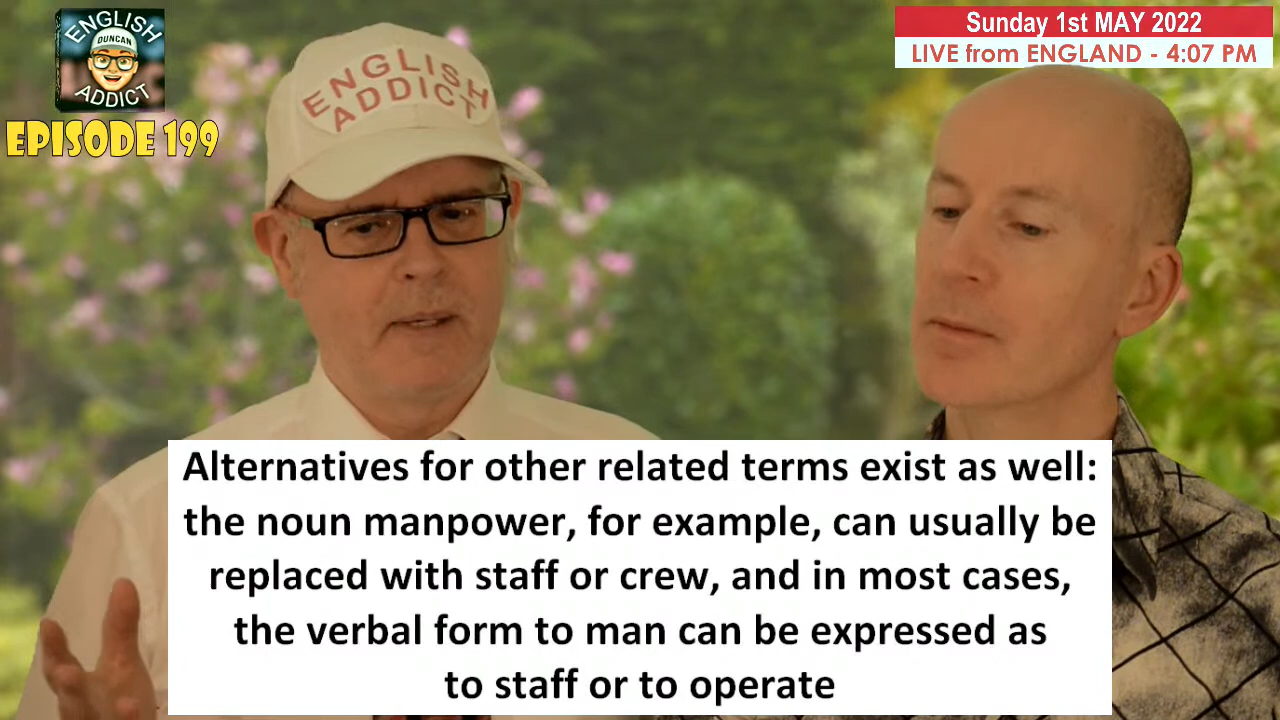 ENGLISH
DUNCAN
ADDICT
EPISODE 199
ENGLISH
ADDICT
Sunday 1st MAY 2022
LIVE from ENGLAND - 4:07 PM
Alternatives for other related terms exist as well:
the noun manpower, for example, can usually be
replaced with staff or crew, and in most cases,
the verbal form to man can be expressed as
to staff or to operate